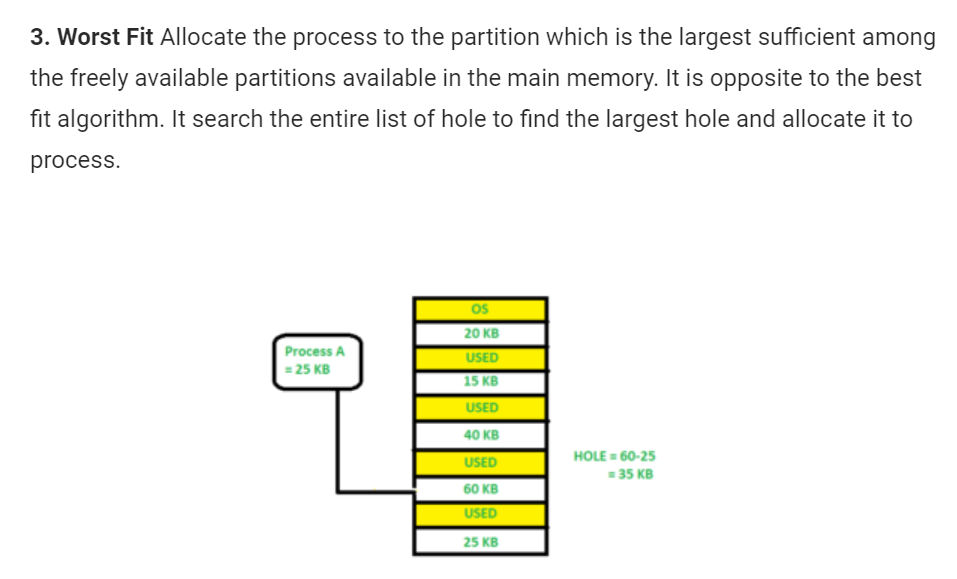 3. Worst Fit Allocate the process to the partition which is the largest sufficient among
the freely available partitions available in the main memory. It is opposite to the best
fit algorithm. It search the entire list of hole to find the largest hole and allocate it to
process.
OS
20 KB
Process A
= 25 KB
USED
15 KB
USED
40 KB
USED
HOLE = 60-25
= 35 KB
60 KB
USED
25 KB